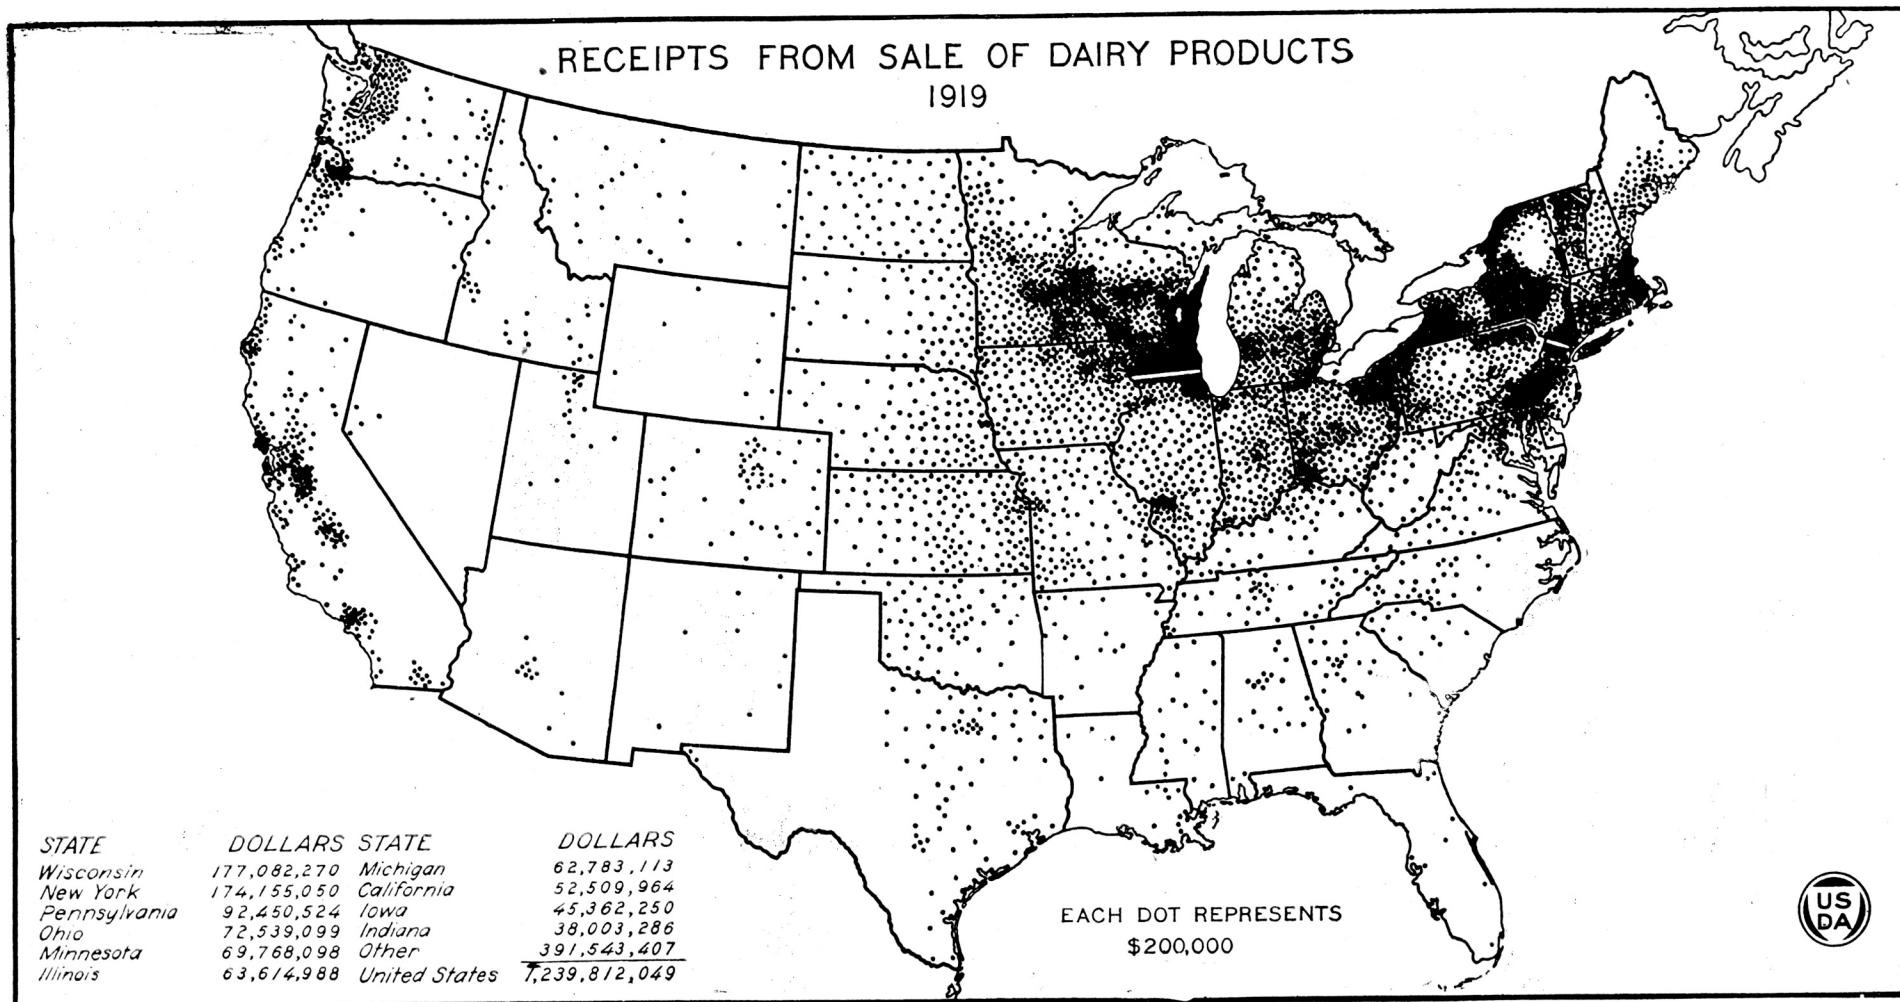 RECEIPTS FROM SALE OF DAIRY PRODUCTS
1919
STATE DOLLARS STATE DOLLARS
Wisconsin 177,082,270 Michigan 62,783,113
New York 174,155,050 California 52,509,964
Pennsylvania 92,450,524 Iowa 45,362,250
Ohio 72,539,099 Indiana 38,003,286
Minnesota 69,768,098 Other 391,543,407
Illinois 63,614,988 United States 1,239,812,049
EACH DOT REPRESENTS
$200,000
US
DA